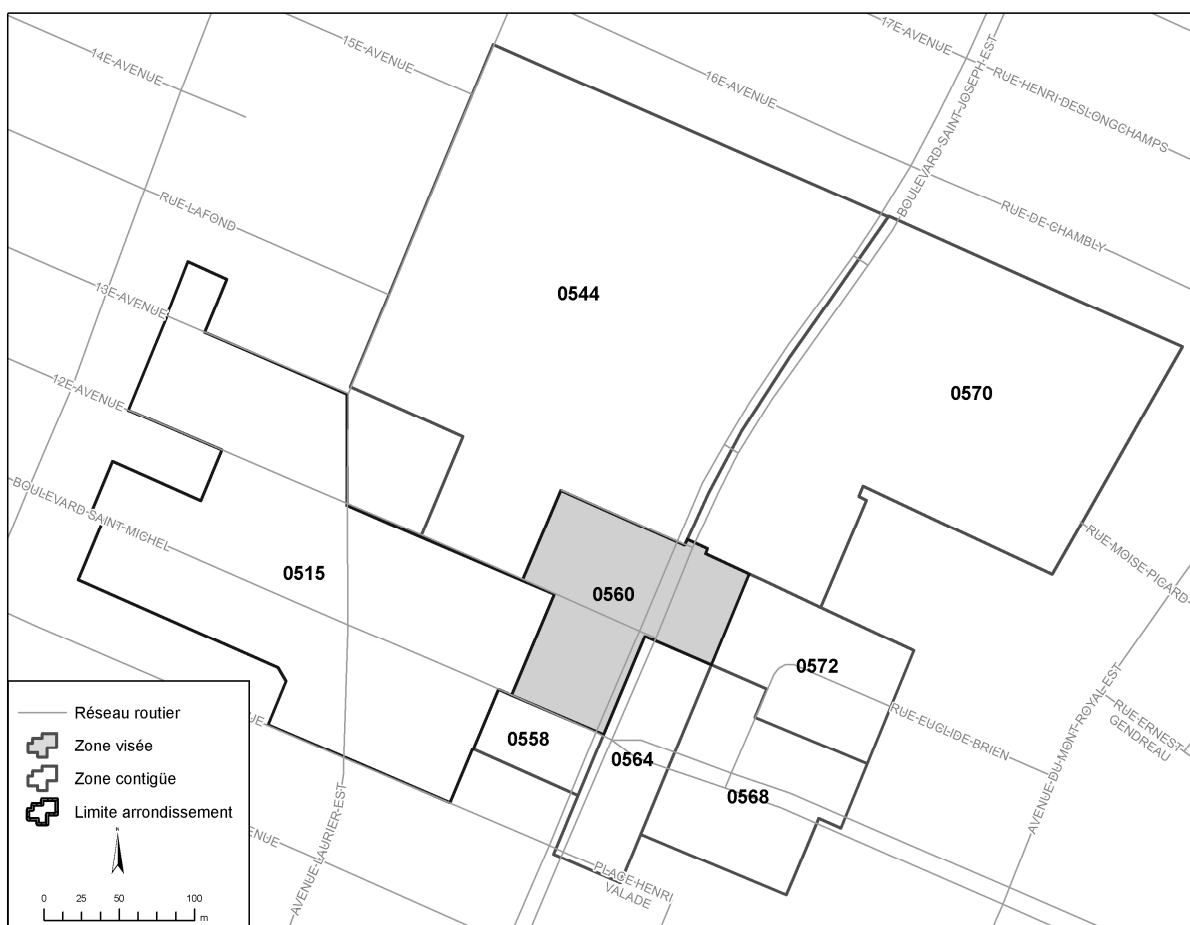 17E-AVENUE
15E-AVENUE
14E-AVENUE
RUE-HENRI-DESLONGCHAMPS
16E-AVENUE
BOULEVARD-SAINT-JOSEPH-EST
RUE-LAFOND
RUE-DE-CHAMBLY
13E-AVENUE
0544
12E-AVENUE
0570
BOULEVARD-SAINT-MICHEL
RUE-MOISE-PICARD
0515
0560
0572
AVENUE-DU-MONT-ROYAL-EST
RUE-ERNEST
GENDREAU
RUE-EUGLIDE-BRIEN
0558
0564
0568
AVENUE-LAURIER-EST
PLACE-HENRI
VALADE
UE
ENUE
Réseau routier
Zone visée
Zone contigüe
Limite arrondissement
N
0 25 50 100
m